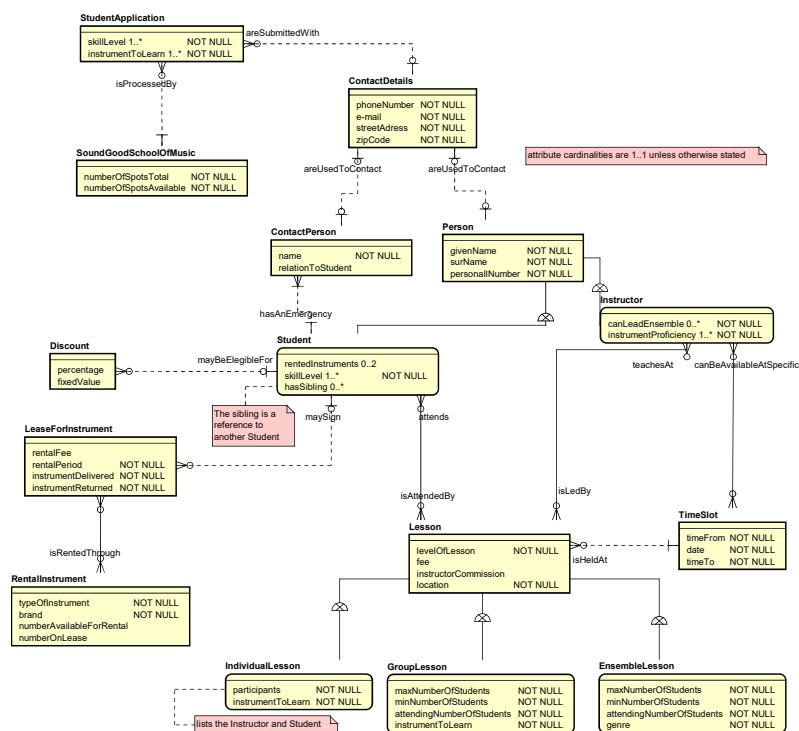 StudentApplication
skillLevel 1..* NOT NULL
instrumentToLearn 1..* NOT NULL
areSubmittedWith
isProcessedBy
ContactDetails
phoneNumber NOT NULL
e-mail NOT NULL
streetAdress NOT NULL
zipCode NOT NULL
SoundGoodSchoolOfMusic
numberOfSpotsTotal NOT NULL
numberOfSpotsAvailable NOT NULL
attribute cardinalities are 1..1 unless otherwise stated
areUsedToContact
areUsedToContact
ContactPerson
name NOT NULL
relationToStudent
Person
givenName NOT NULL
surName NOT NULL
personallNumber NOT NULL
hasAnEmergency
Instructor
canLeadEnsemble 0..* NOT NULL
instrumentProficiency 1..* NOT NULL
Student
rentedInstruments 0..2
skillLevel 1..* NOT NULL
hasSibling 0..*
Discount
percentage
fixedValue
mayBeElegibleFor
teachesAt
canBeAvailableAtSpecific
The sibling is a
reference to
another Student
maySign
attends
LeaseForInstrument
rentalFee
rentalPeriod NOT NULL
instrumentDelivered NOT NULL
instrumentReturned NOT NULL
isAttendedBy
isLedBy
TimeSlot
timeFrom NOT NULL
date NOT NULL
timeTo NOT NULL
Lesson
levelOfLesson NOT NULL
fee
instructorCommission
location NOT NULL
isHeldAt
isRentedThrough
RentalInstrument
typeOfInstrument NOT NULL
brand NOT NULL
numberAvailableForRental
numberOnLease
IndividualLesson
participants NOT NULL
instrumentToLearn NOT NULL
GroupLesson
maxNumberOfStudents NOT NULL
minNumberOfStudents NOT NULL
attendingNumberOfStudents NOT NULL
instrumentToLearn NOT NULL
EnsembleLesson
maxNumberOfStudents NOT NULL
minNumberOfStudents NOT NULL
attendingNumberOfStudents NOT NULL
genre NOT NULL
lists the Instructor and Student